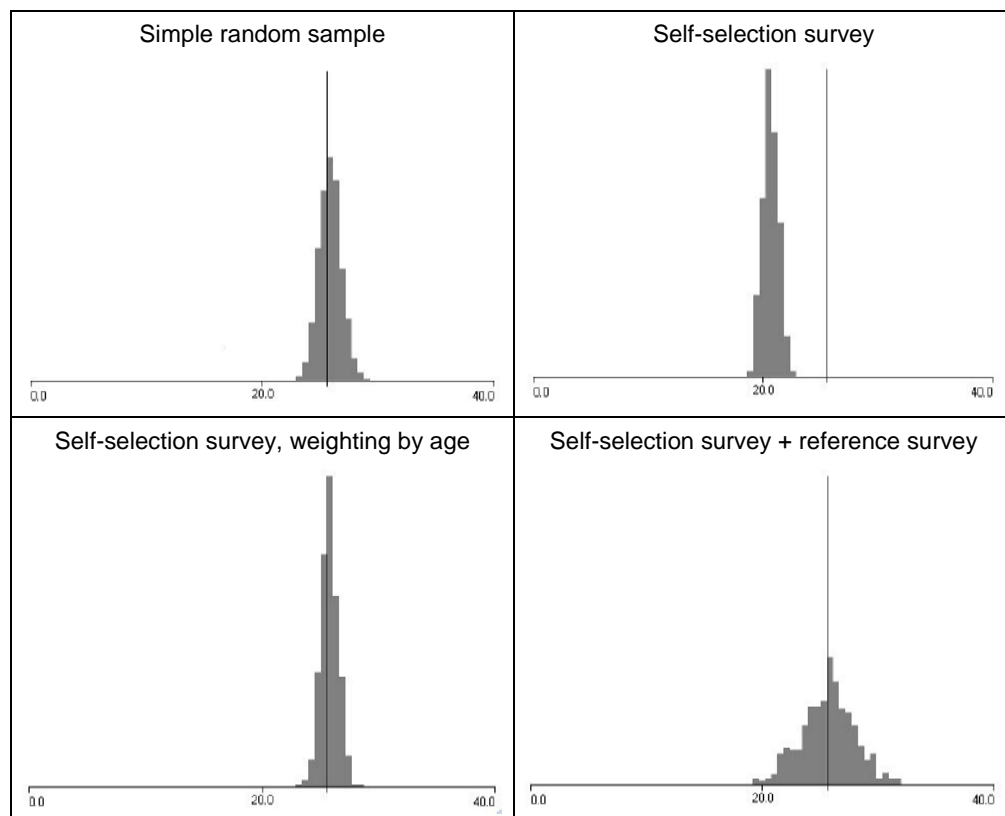 Simple random sample
0.0 20.0 40.0
Self-selection survey
0.0 20.0 40.0
Self-selection survey, weighting by age
0.0 20.0 40.0
Self-selection survey + reference survey
0.0 20.0 40.0